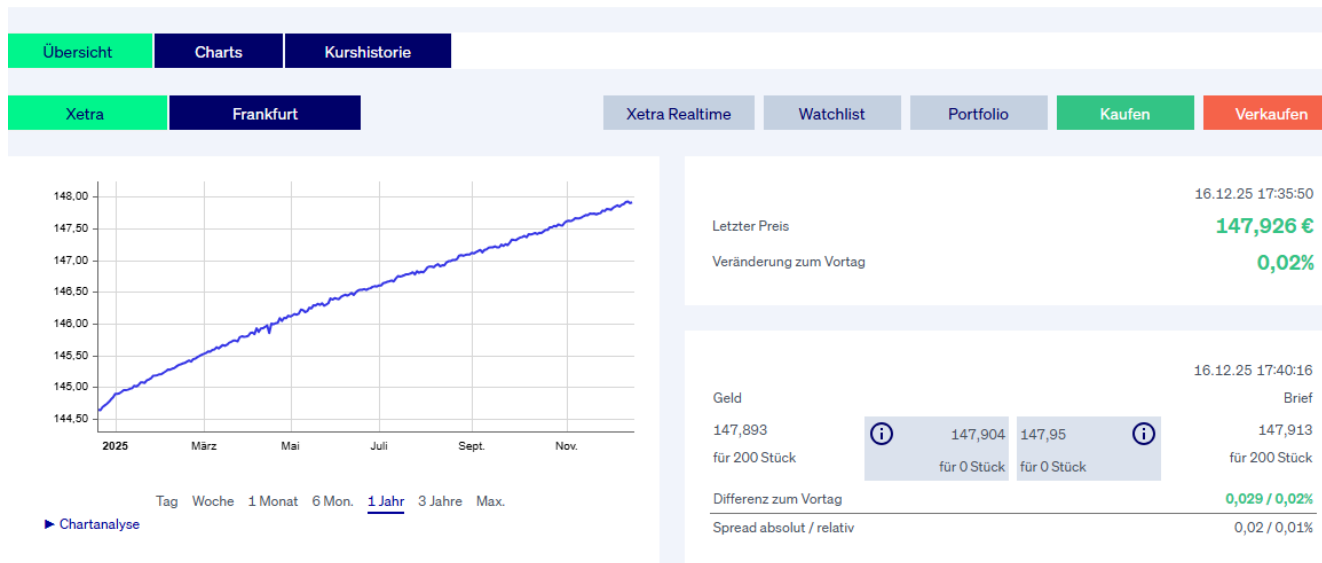 Übersicht Charts Kurshistorie
Xetra Frankfurt Xetra Realtime Watchlist Portfolio Kaufen Verkaufen
148,00
147,50
147,00
146,50
146,00
145,50
145,00
144,50
2025 März Mai Juli Sept. Nov.
Tag Woche 1 Monat 6 Mon. 1 Jahr 3 Jahre Max.
► Chartanalyse
16.12.25 17:35:50
Letzter Preis 147,926 €
Veränderung zum Vortag 0,02%
16.12.25 17:40:16
Geld Brief
147,893 147,904 147,95 147,913
für 200 Stück für 0 Stück für 0 Stück für 200 Stück
Differenz zum Vortag 0,029 / 0,02%
Spread absolut / relativ 0,02 / 0,01%